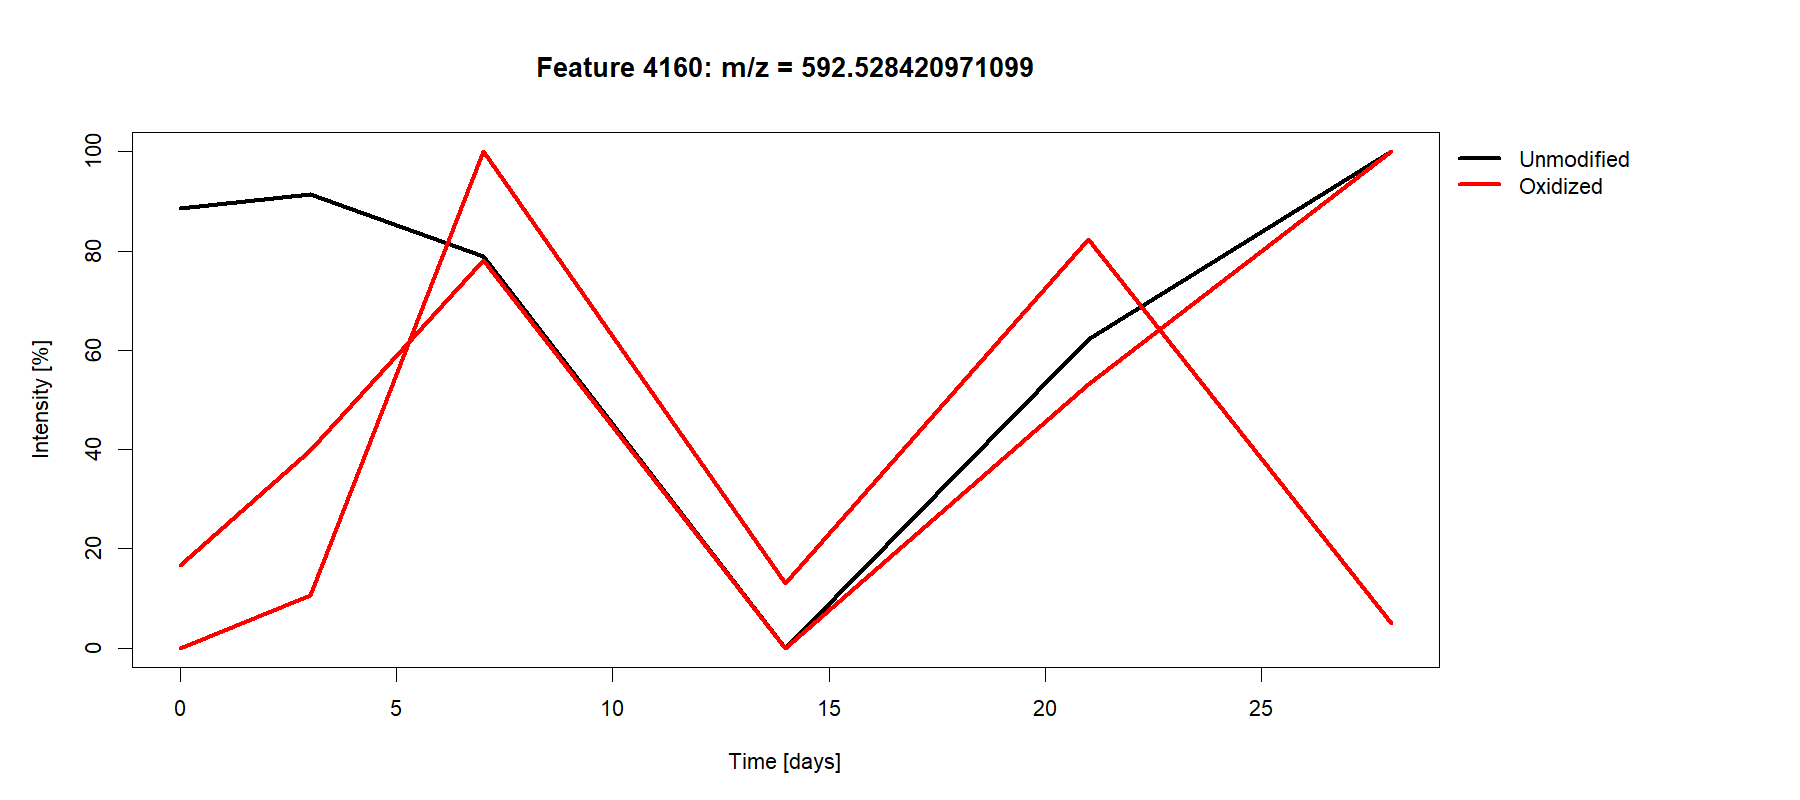 Feature 4160: m/z = 592.528420971099
Unmodified
Oxidized
Intensity [%]
100
80
60
40
20
0
0 5 10 15 20 25
Time [days]